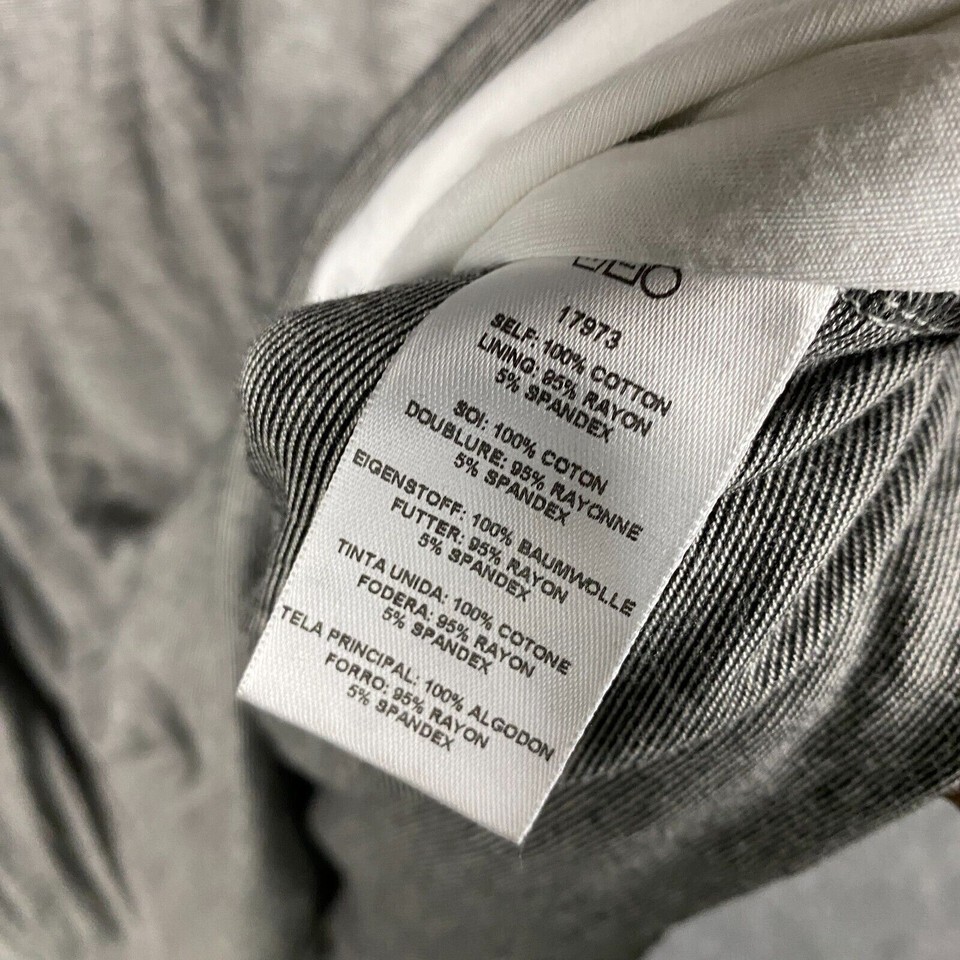 17973
SELF: 100% COTTON
LINING: 95% RAYON
5% SPANDEX
SOI: 100% COTON
DOUBLURE: 95% RAYONNE
5% SPANDEX
EIGENSTOFF: 100% BAUMWOLLE
FUTTER: 95% RAYON
5% SPANDEX
TINTA UNIDA: 100% COTONE
FODERA: 95% RAYON
5% SPANDEX
TELA PRINCIPAL: 100% ALGODON
FORRO: 95% RAYON
5% SPANDEX